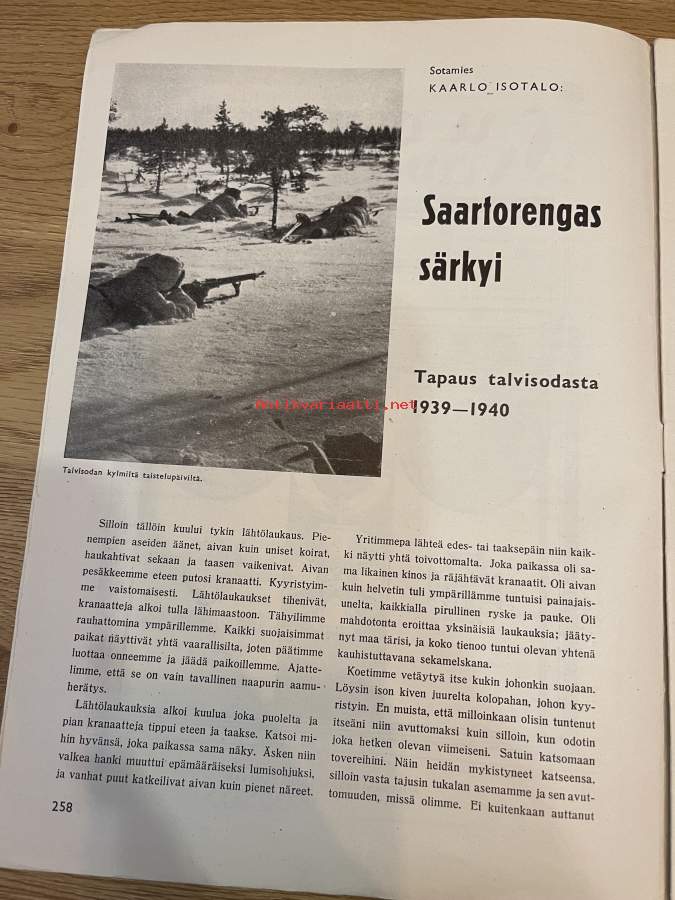 Sotamies
KAARLO ISOTALO:
Saartorengas
särkyi
Tapaus talvisodasta
1939—1940
Antikvariaatti.net
Talvisodan kylmiltä taistelupäiviltä.
Silloin tällöin kuului tykin lähtölaukaus. Pie-
nempien aseiden äänet, aivan kuin uniset koirat,
haukahtivat sekaan ja taasen vaikenivat. Aivan
pesäkkeemme eteen putosi kranaatti. Kyyristyim-
me vaistomaisesti. Lähtölaukaukset tihenivät,
kranaatteja alkoi tulla lähimaastoon. Tähyilimme
rauhattomina ympärillemme. Kaikki suojaisimmat
paikat näyttivät yhtä vaarallisilta, joten päätimme
luottaa onneemme ja jäädä paikoillemme. Ajatte-
limme, että se on vain tavallinen naapurin aamu-
herätys.
Lähtölaukauksia alkoi kuulua joka puolelta ja
pian kranaatteja tippui eteen ja taakse. Katsoi mi-
hin hyvänsä, joka paikassa sama näky. Äsken niin
valkea hanki muuttui epämääräiseksi lumisohjuksi,
ja vanhat puut katkeilivat aivan kuin pienet näreet.
Yritimmepa lähteä edes- tai taaksepäin niin kaik-
ki näytti yhtä toivottomalta. Joka paikassa oli sa-
ma likainen kinos ja räjähtävät kranaatit. Oli aivan
kuin helvetin tuli ympärillämme tuntuisi painajais-
unelta, kaikkialla pirullinen ryske ja pauke. Oli
mahdotonta eroittaa yksinäisiä laukauksia; jääty-
nyt maa tärisi, ja koko tienoo tuntui olevan yhtenä
kauhistuttavana sekamelskana.
Koetimme vetäytyä itse kukin johonkin suojaan.
Löysin ison kiven juurelta kolopahan, johon kyy-
ristyin. En muista, että milloinkaan olisin tuntenut
itseäni niin avuttomaksi kuin silloin, kun odotin
joka hetken olevan viimeiseni. Satuin katsomaan
tovereihini. Näin heidän mykistyneet katseensa,
silloin vasta tajusin tukalan asemamme ja sen avut-
tomuuden, missä olimme. Ei kuitenkaan auttanut
258